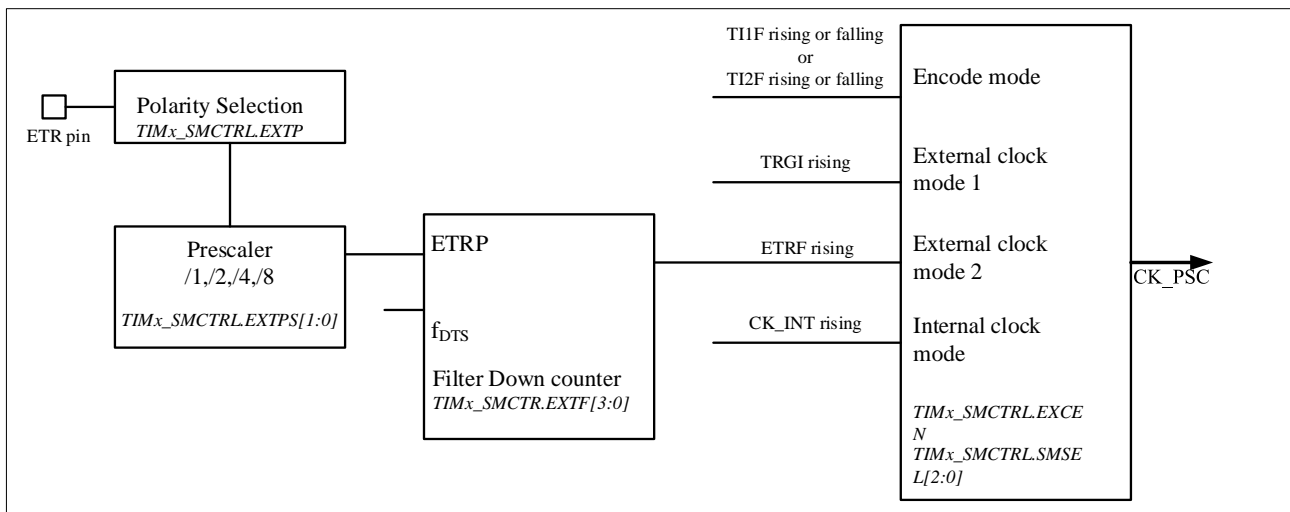 TI1F rising or falling
or
TI2F rising or falling
Encode mode
Polarity Selection
TIMx_SMCTRL.EXTP
ETR pin
TRGI rising
External clock
mode 1
Prescaler
/1,/2,/4,/8
TIMx_SMCTRL.EXTPS[1:0]
ETRP
fDTS
Filter Down counter
TIMx_SMCTR.EXTF[3:0]
ETRF rising
External clock
mode 2
CK_PSC
CK_INT rising
Internal clock
mode
TIMx_SMCTRL.EXCE
N
TIMx_SMCTRL.SMSE
L[2:0]